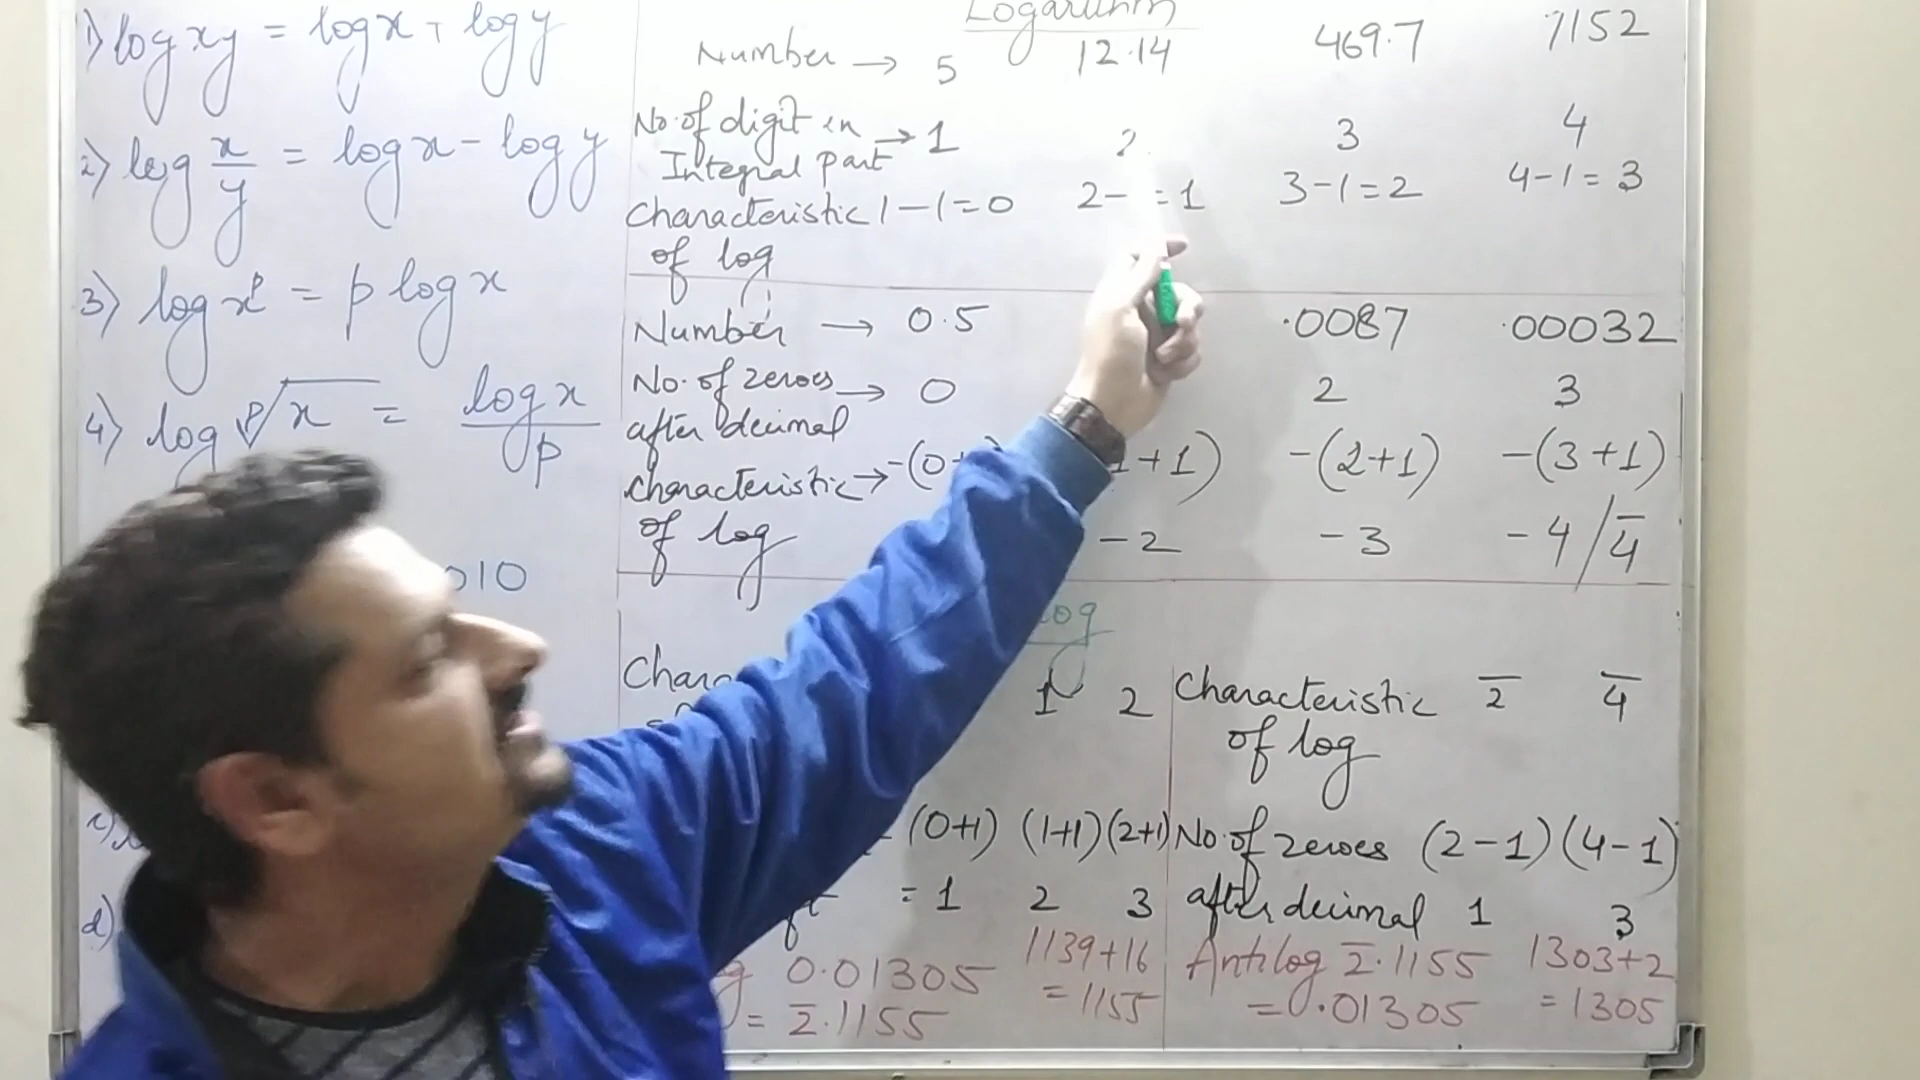 1) log xy = log x + log y
2) log x/y = log x - log y
3) log x^p = p log x
4) log p√x = log x / p
010
d)
Logarithm
Number → 5 12.14 469.7 7152
No. of digit in Integral part → 1 2 3 4
Characteristic of log 1-1=0 2- =1 3-1=2 4-1=3
Number → 0.5 .0087 .00032
No. of zeroes after decimal → 0 2 3
Characteristic of log → -(0+ 1+1) -(2+1) -(3+1)
-2 -3 -4/4̅
log
Charac 1 2
(0+1) (1+1) (2+1)
= 1 2 3
0.01305 1139+16
= 2̅.1155 = 1155
Characteristic of log 2̅ 4̅
No. of zeroes after decimal (2-1) (4-1)
1 3
Antilog 2̅.1155 1303+2
= 0.01305 = 1305